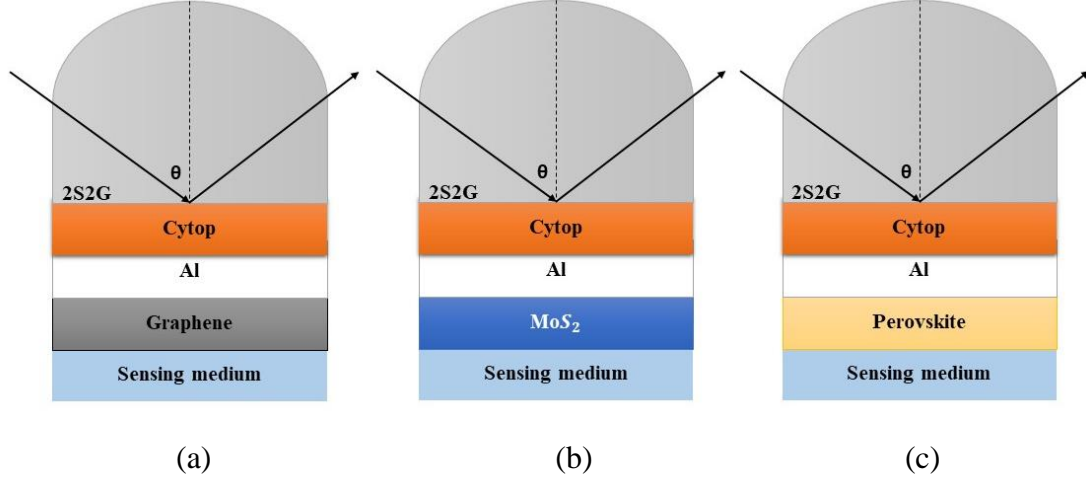 θ
2S2G
Cytop
Al
Graphene
Sensing medium
(a)
θ
2S2G
Cytop
Al
MoS₂
Sensing medium
(b)
θ
2S2G
Cytop
Al
Perovskite
Sensing medium
(c)